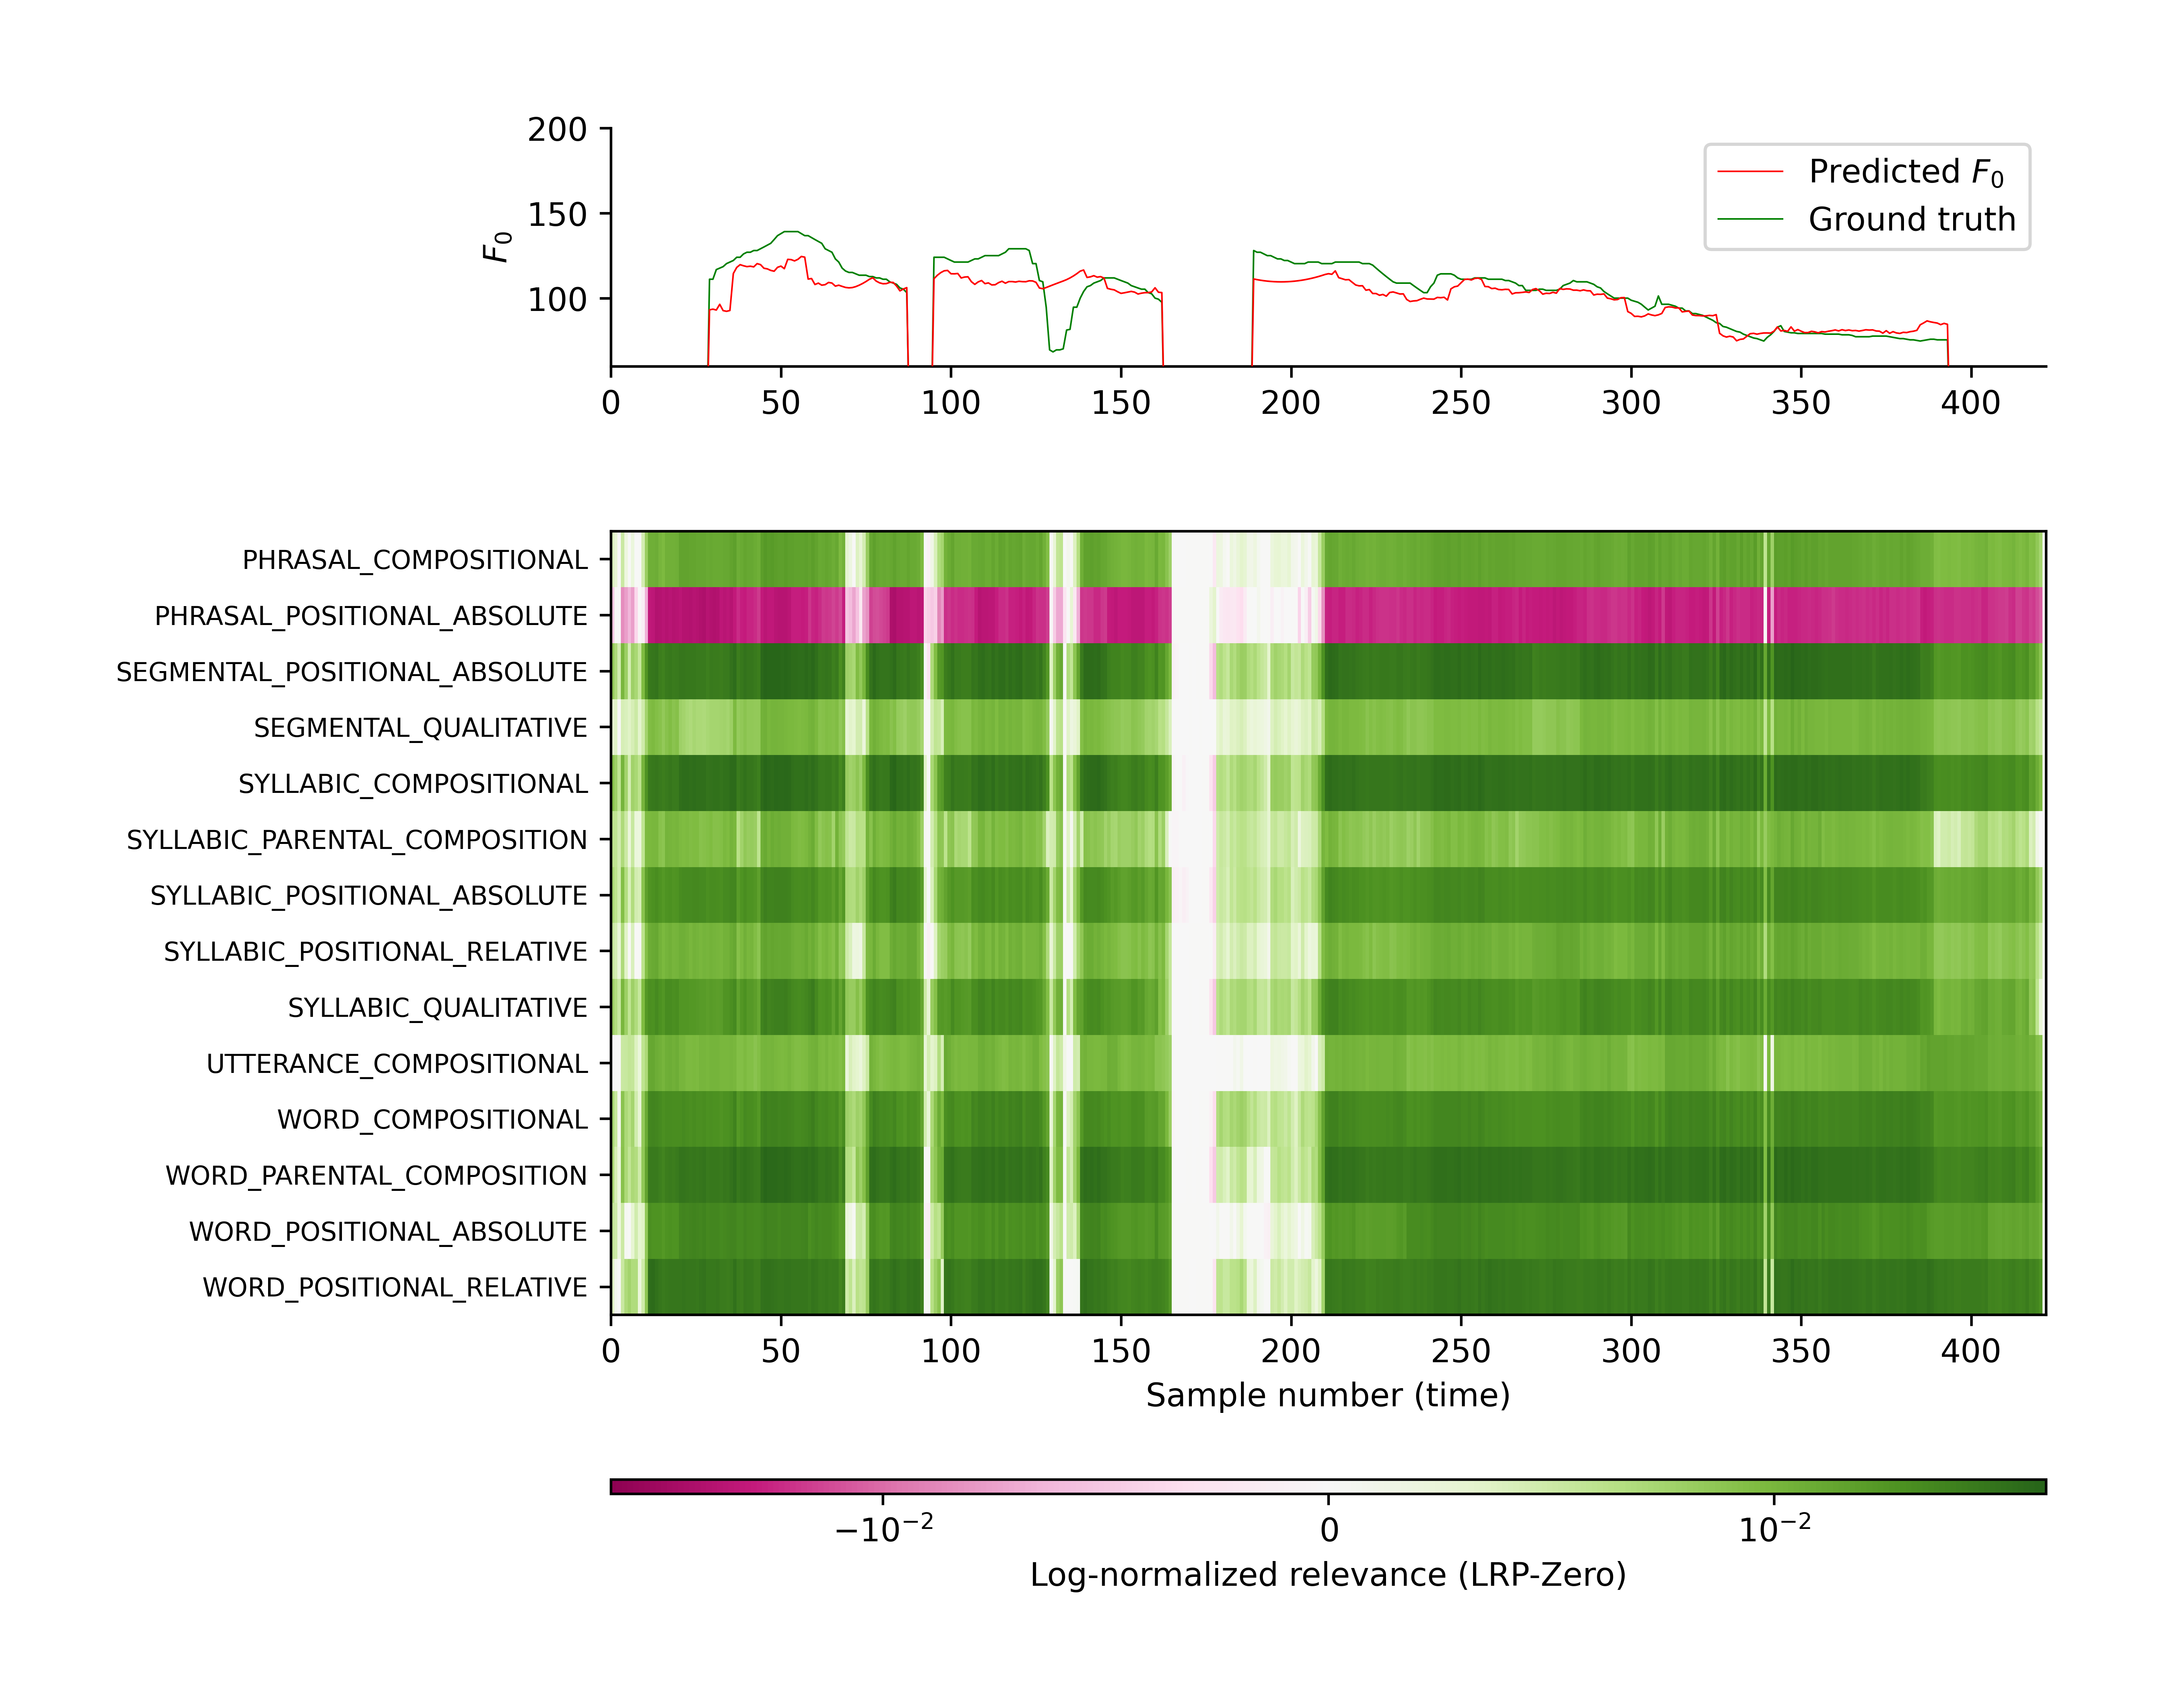 200
150
100
F0
Predicted F0
Ground truth
0 50 100 150 200 250 300 350 400
PHRASAL_COMPOSITIONAL
PHRASAL_POSITIONAL_ABSOLUTE
SEGMENTAL_POSITIONAL_ABSOLUTE
SEGMENTAL_QUALITATIVE
SYLLABIC_COMPOSITIONAL
SYLLABIC_PARENTAL_COMPOSITION
SYLLABIC_POSITIONAL_ABSOLUTE
SYLLABIC_POSITIONAL_RELATIVE
SYLLABIC_QUALITATIVE
UTTERANCE_COMPOSITIONAL
WORD_COMPOSITIONAL
WORD_PARENTAL_COMPOSITION
WORD_POSITIONAL_ABSOLUTE
WORD_POSITIONAL_RELATIVE
0 50 100 150 200 250 300 350 400
Sample number (time)
−10⁻² 0 10⁻²
Log-normalized relevance (LRP-Zero)